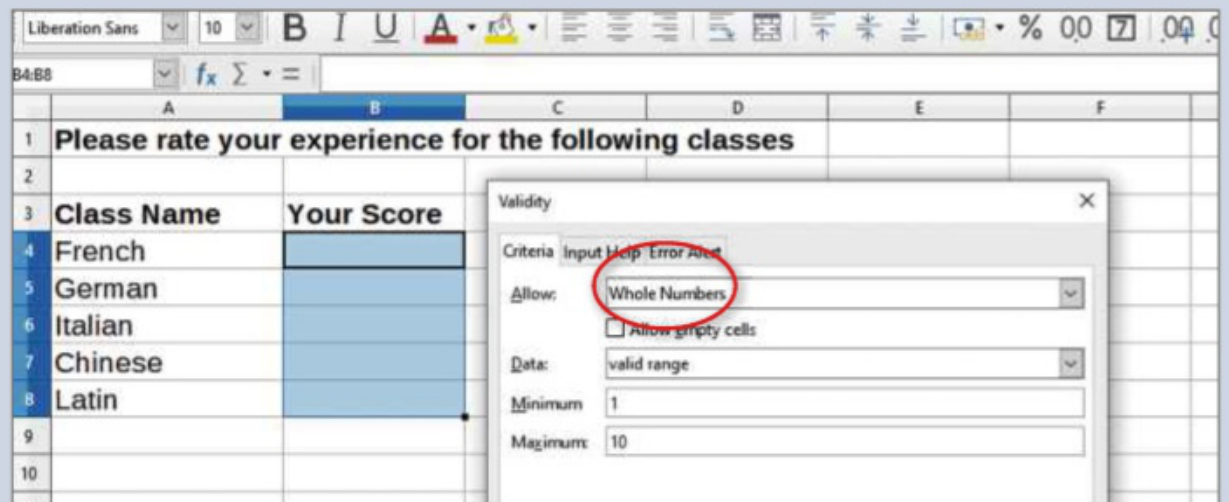 Liberation Sans 10 B I U A % 0.0 7
B4:B8 fx Σ =
A B C D E F
1 Please rate your experience for the following classes
2
3 Class Name Your Score
4 French
5 German
6 Italian
7 Chinese
8 Latin
9
10
Validity
Criteria Input Help Error Alert
Allow: Whole Numbers
Allow empty cells
Data: valid range
Minimum 1
Maximum: 10